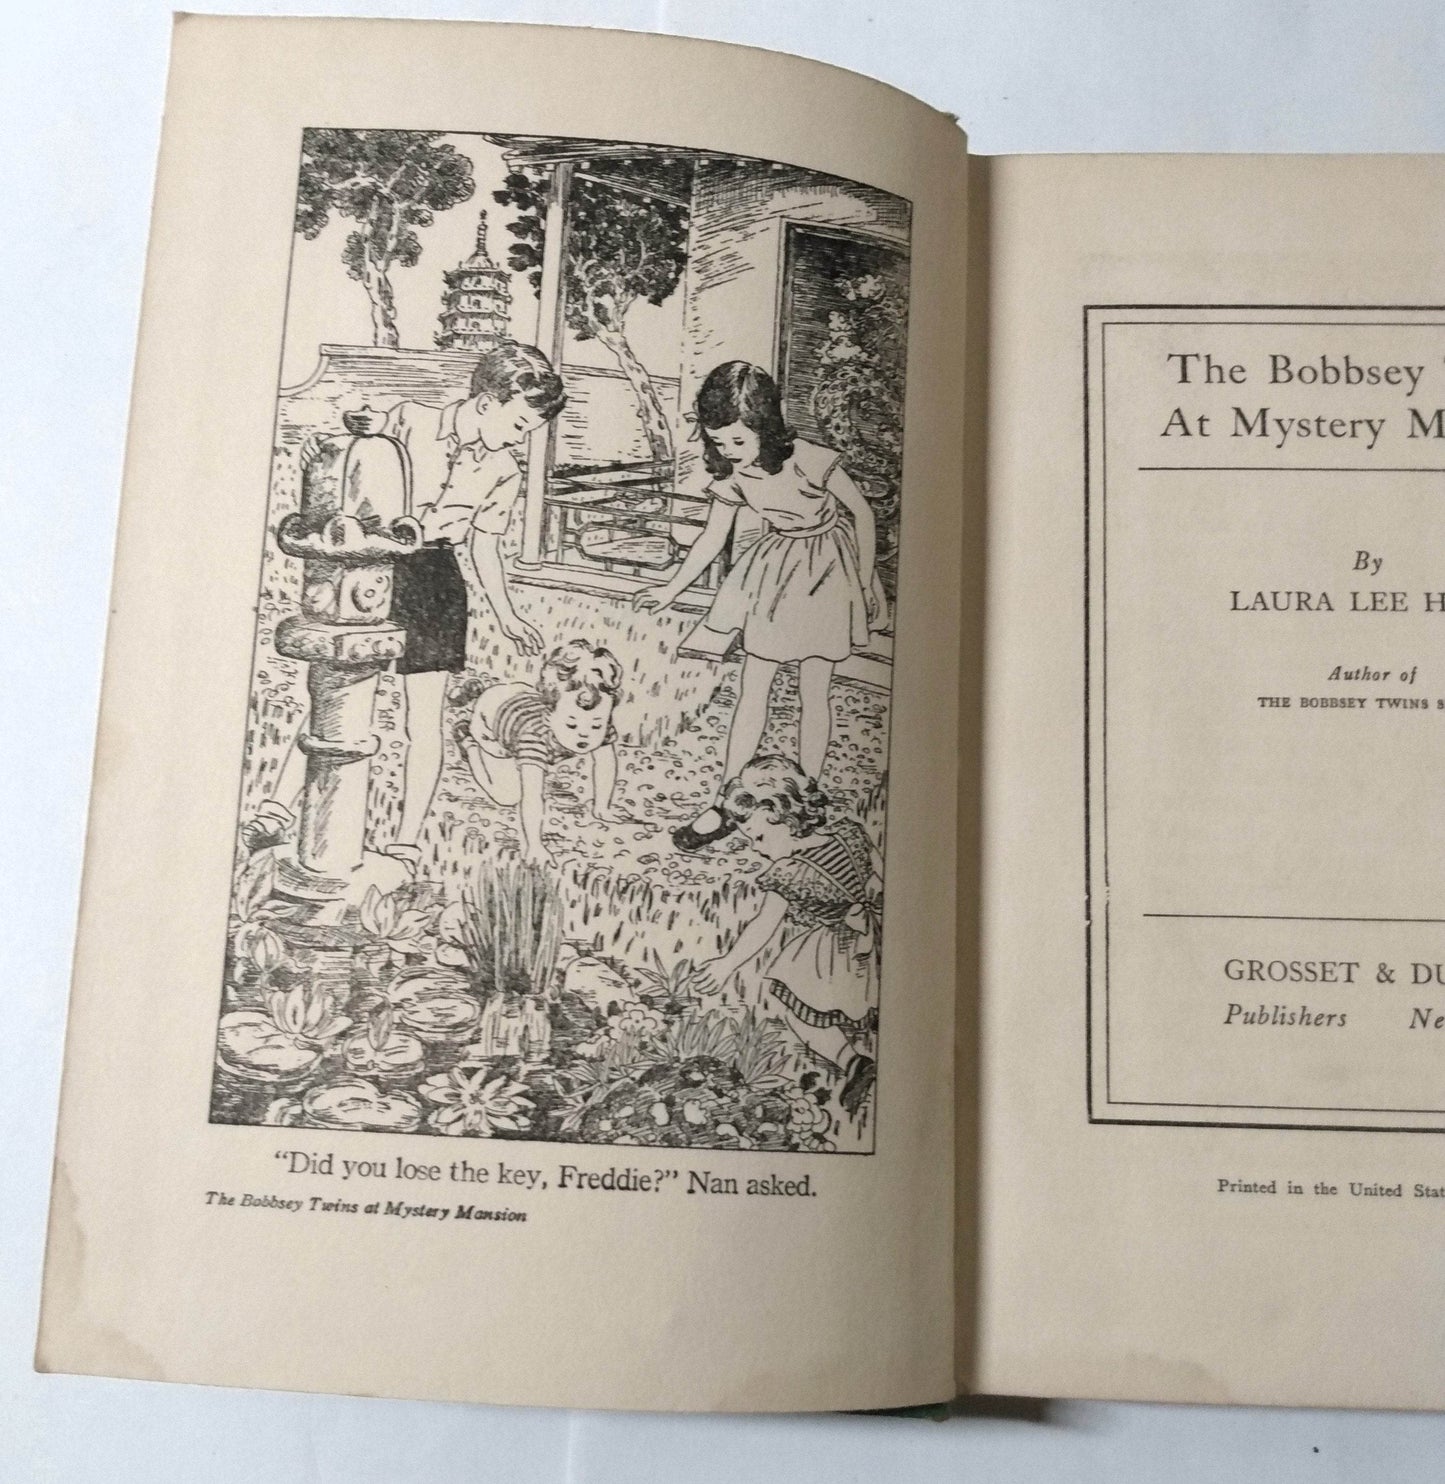 "Did you lose the key, Freddie?" Nan asked.
The Bobbsey Twins at Mystery Mansion
The Bobbsey
At Mystery M
By
LAURA LEE H
Author of
THE BOBBSEY TWINS S
GROSSET & DU
Publishers Ne
Printed in the United Stat